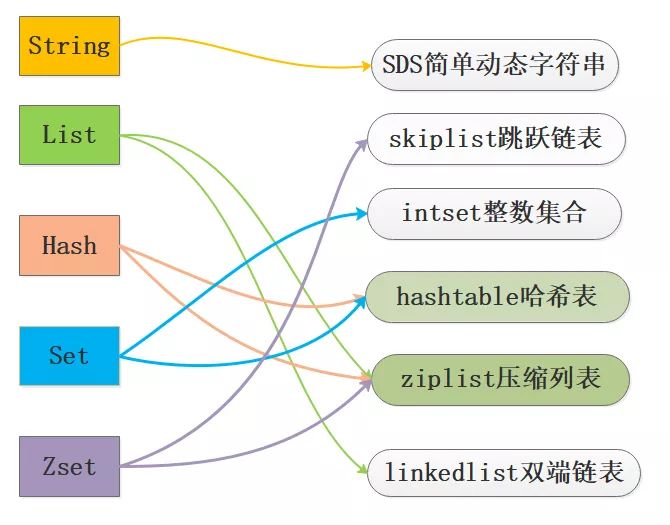 String
List
Hash
Set
Zset
SDS简单动态字符串
skiplist跳跃链表
intset整数集合
hashtable哈希表
ziplist压缩列表
linkedlist双端链表